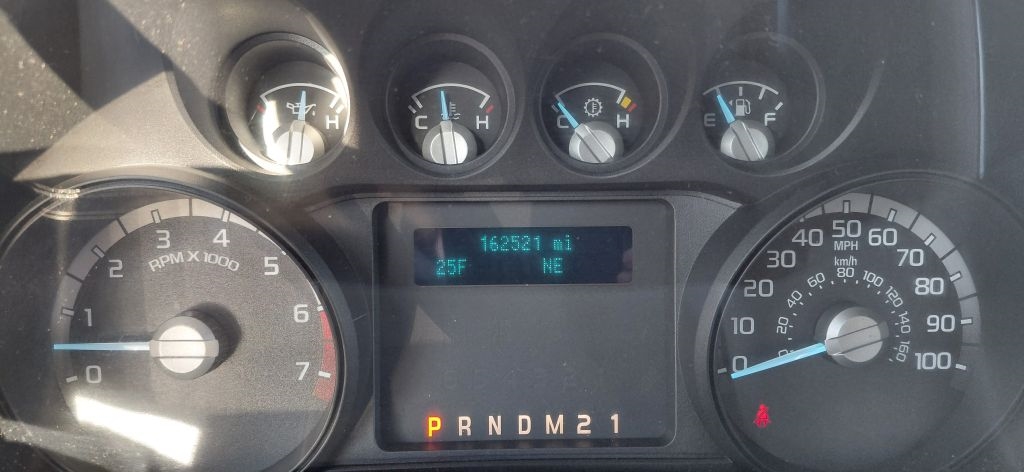 H
C H
C H
E F
0 1 2 3 4 5 6 7
RPM X 1000
162521 mi
25F NE
P R N D M 2 1
0 10 20 30 40 50 60 70 80 90 100
MPH
km/h
20 40 60 80 100 120 140 160